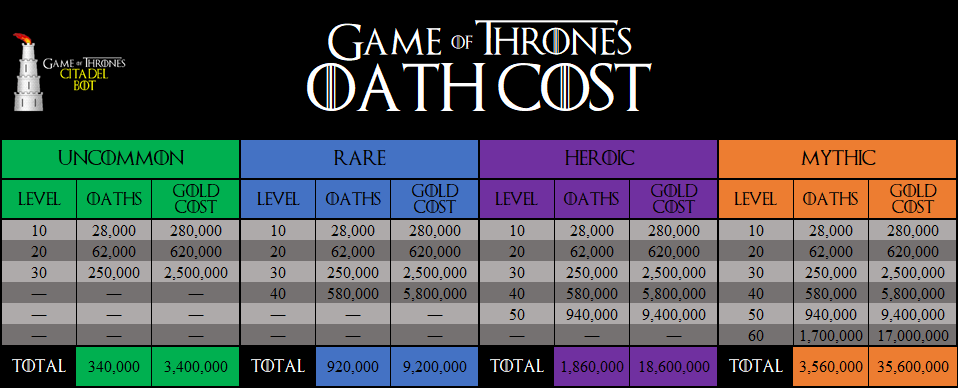 GAME OF THRONES
CITADEL
BOT
GAME OF THRONES
OATH COST
UNCOMMON RARE HEROIC MYTHIC
LEVEL OATHS GOLD COST LEVEL OATHS GOLD COST LEVEL OATHS GOLD COST LEVEL OATHS GOLD COST
10 28,000 280,000 10 28,000 280,000 10 28,000 280,000 10 28,000 280,000
20 62,000 620,000 20 62,000 620,000 20 62,000 620,000 20 62,000 620,000
30 250,000 2,500,000 30 250,000 2,500,000 30 250,000 2,500,000 30 250,000 2,500,000
— — — 40 580,000 5,800,000 40 580,000 5,800,000 40 580,000 5,800,000
— — — — — — 50 940,000 9,400,000 50 940,000 9,400,000
— — — — — — — — — 60 1,700,000 17,000,000
TOTAL 340,000 3,400,000 TOTAL 920,000 9,200,000 TOTAL 1,860,000 18,600,000 TOTAL 3,560,000 35,600,000